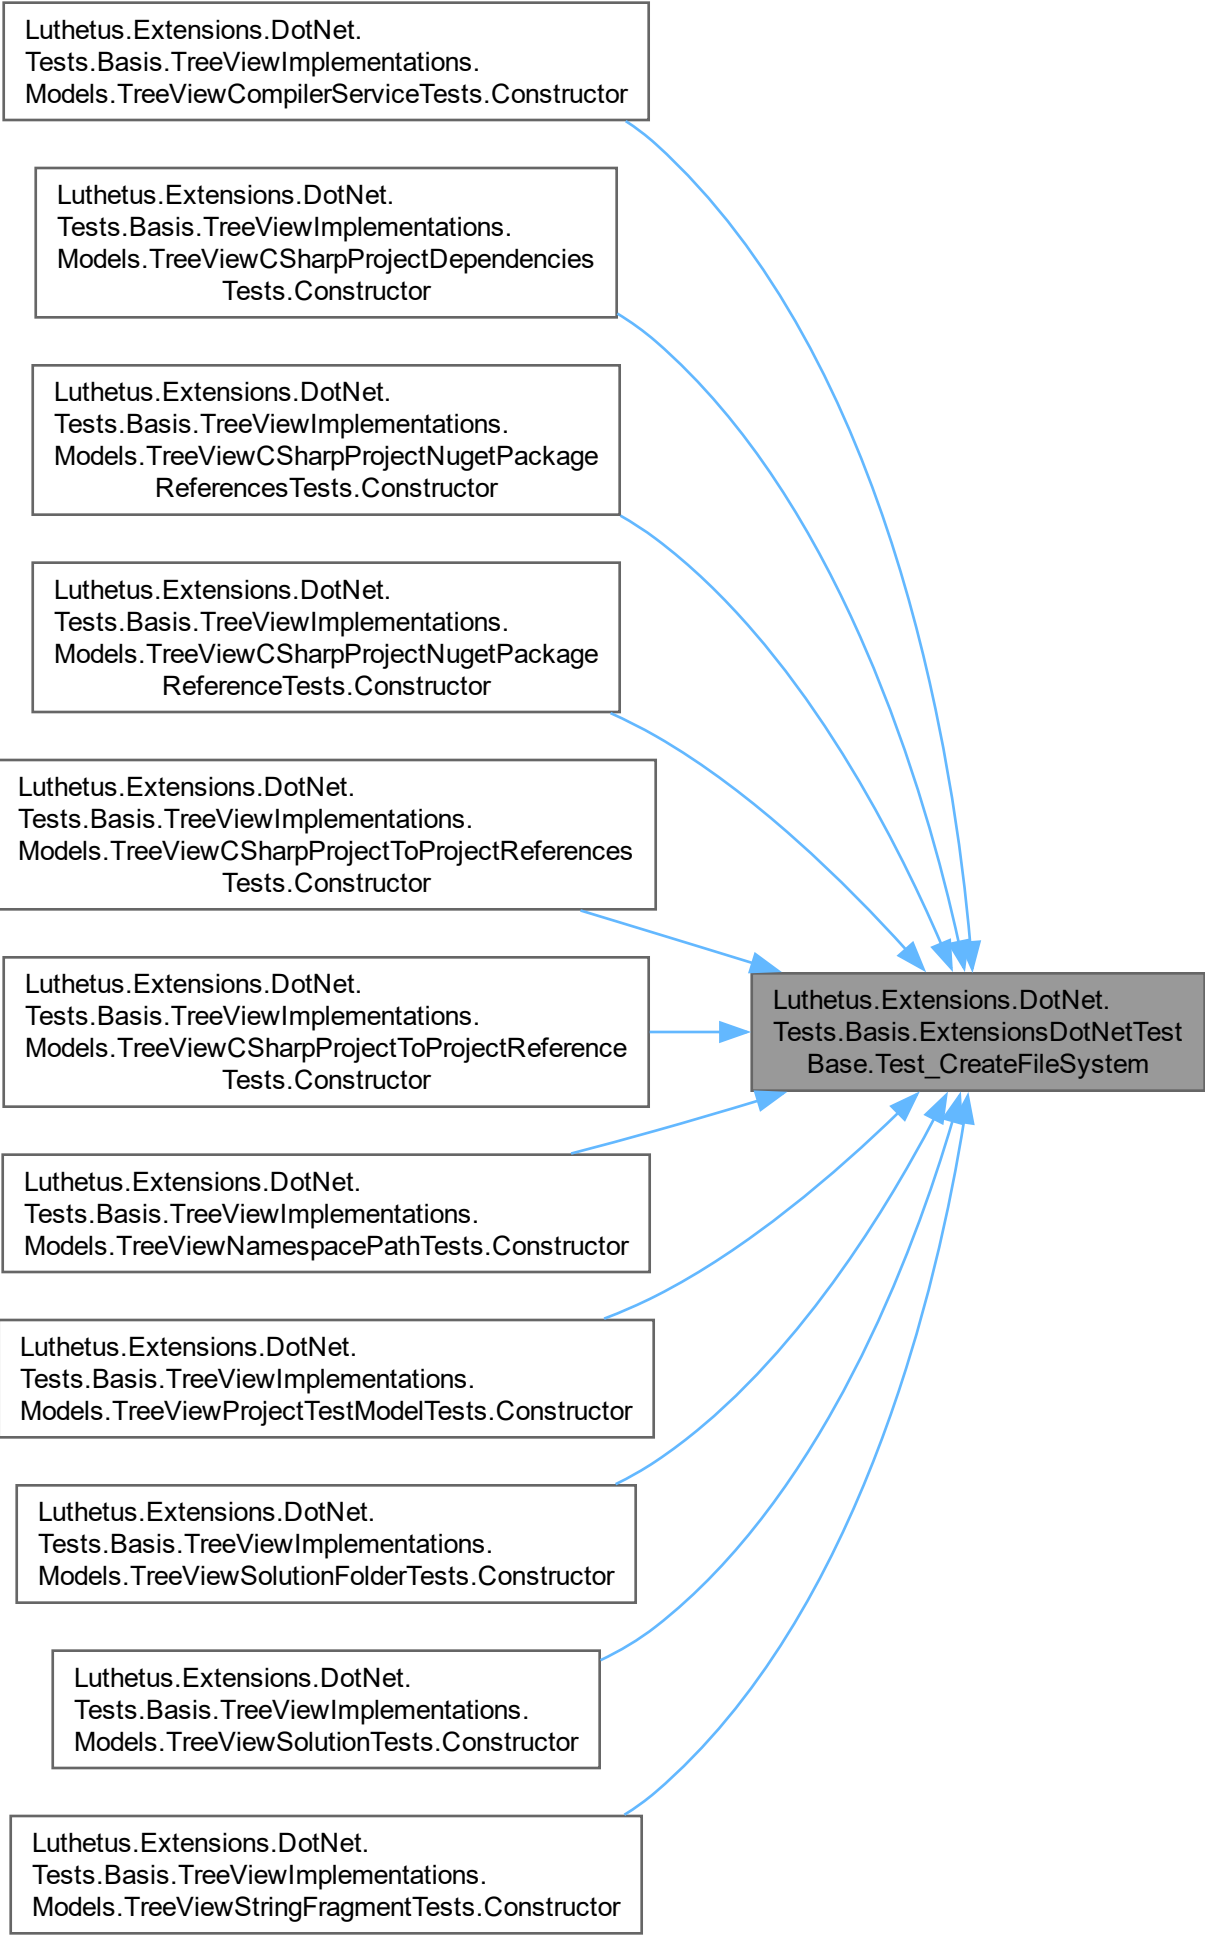 Luthetus.Extensions.DotNet.
Tests.Basis.TreeViewImplementations.
Models.TreeViewCompilerServiceTests.Constructor
Luthetus.Extensions.DotNet.
Tests.Basis.TreeViewImplementations.
Models.TreeViewCSharpProjectDependencies
Tests.Constructor
Luthetus.Extensions.DotNet.
Tests.Basis.TreeViewImplementations.
Models.TreeViewCSharpProjectNugetPackage
ReferencesTests.Constructor
Luthetus.Extensions.DotNet.
Tests.Basis.TreeViewImplementations.
Models.TreeViewCSharpProjectNugetPackage
ReferenceTests.Constructor
Luthetus.Extensions.DotNet.
Tests.Basis.TreeViewImplementations.
Models.TreeViewCSharpProjectToProjectReferences
Tests.Constructor
Luthetus.Extensions.DotNet.
Tests.Basis.TreeViewImplementations.
Models.TreeViewCSharpProjectToProjectReference
Tests.Constructor
Luthetus.Extensions.DotNet.
Tests.Basis.ExtensionsDotNetTest
Base.Test_CreateFileSystem
Luthetus.Extensions.DotNet.
Tests.Basis.TreeViewImplementations.
Models.TreeViewNamespacePathTests.Constructor
Luthetus.Extensions.DotNet.
Tests.Basis.TreeViewImplementations.
Models.TreeViewProjectTestModelTests.Constructor
Luthetus.Extensions.DotNet.
Tests.Basis.TreeViewImplementations.
Models.TreeViewSolutionFolderTests.Constructor
Luthetus.Extensions.DotNet.
Tests.Basis.TreeViewImplementations.
Models.TreeViewSolutionTests.Constructor
Luthetus.Extensions.DotNet.
Tests.Basis.TreeViewImplementations.
Models.TreeViewStringFragmentTests.Constructor